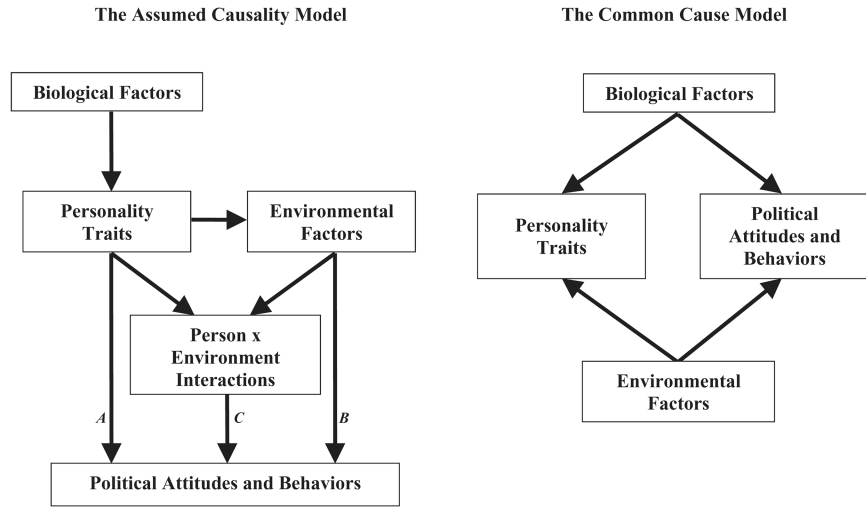 The Assumed Causality Model
Biological Factors
Personality
Traits
Environmental
Factors
Person x
Environment
Interactions
A
C
B
Political Attitudes and Behaviors
The Common Cause Model
Biological Factors
Personality
Traits
Political
Attitudes and
Behaviors
Environmental
Factors